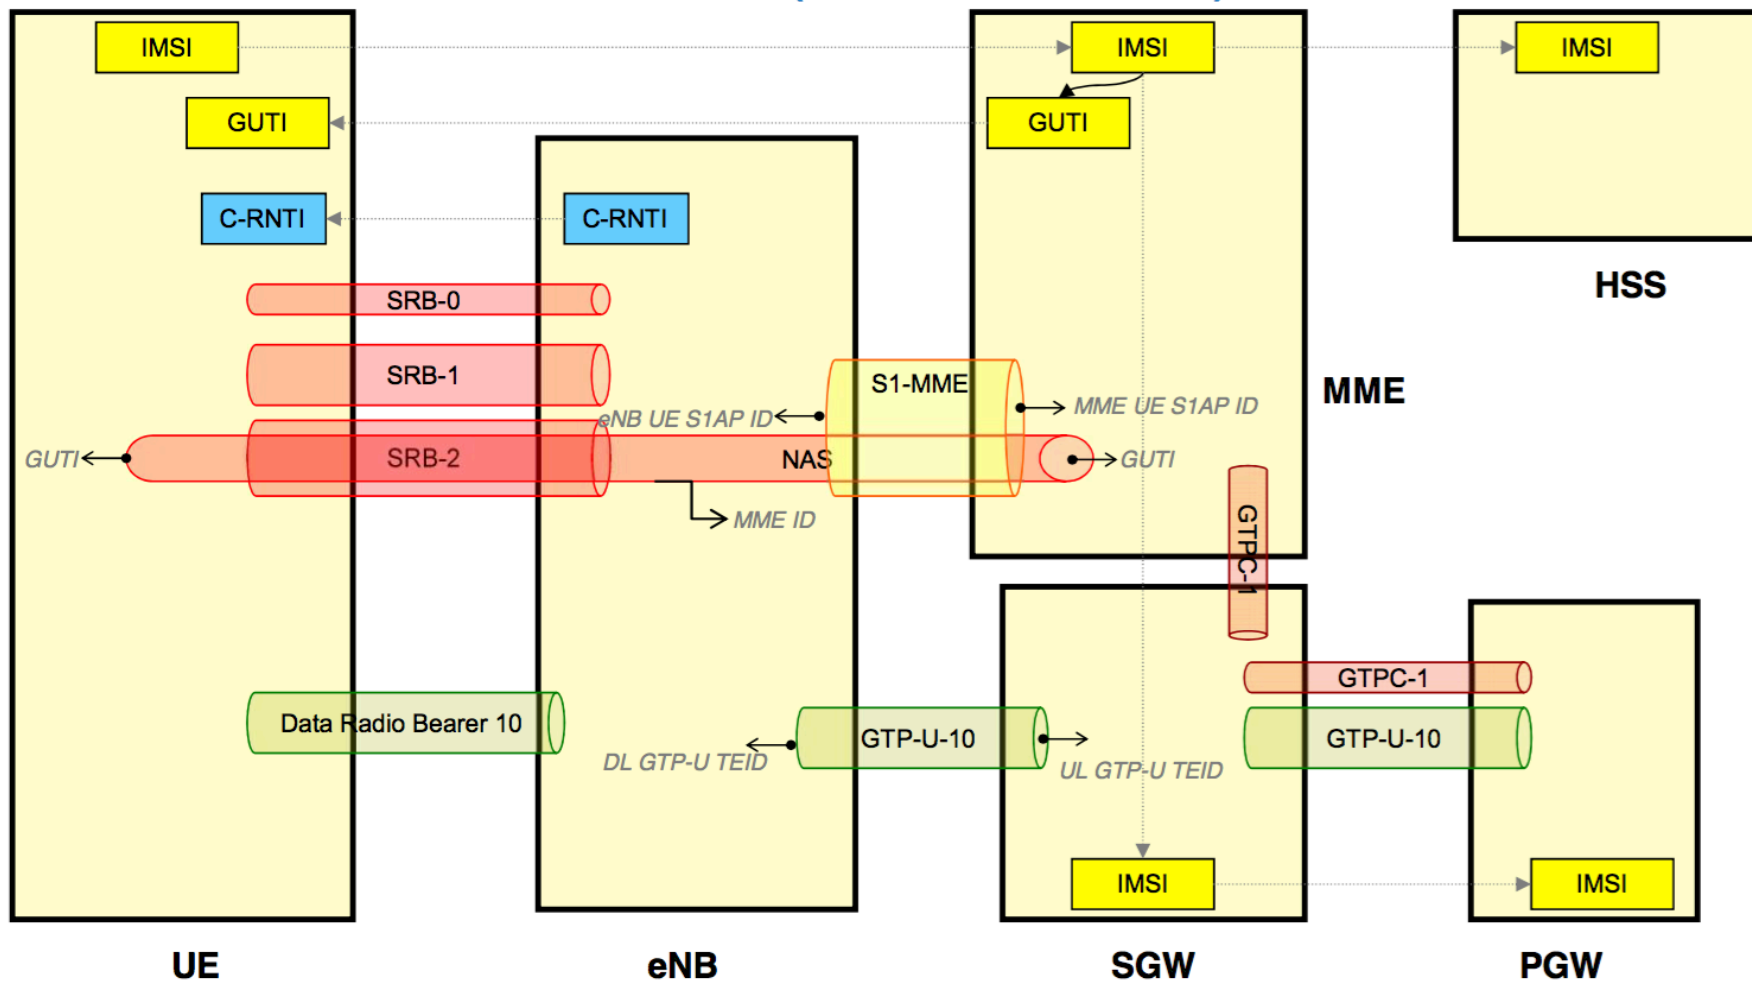 IMSI
IMSI
IMSI
GUTI
GUTI
C-RNTI
C-RNTI
HSS
SRB-0
SRB-1
S1-MME
MME
eNB UE S1AP ID
MME UE S1AP ID
GUTI
SRB-2
NAS
GUTI
MME ID
GTPC-1
GTPC-1
Data Radio Bearer 10
GTP-U-10
GTP-U-10
DL GTP-U TEID
UL GTP-U TEID
IMSI
IMSI
UE
eNB
SGW
PGW